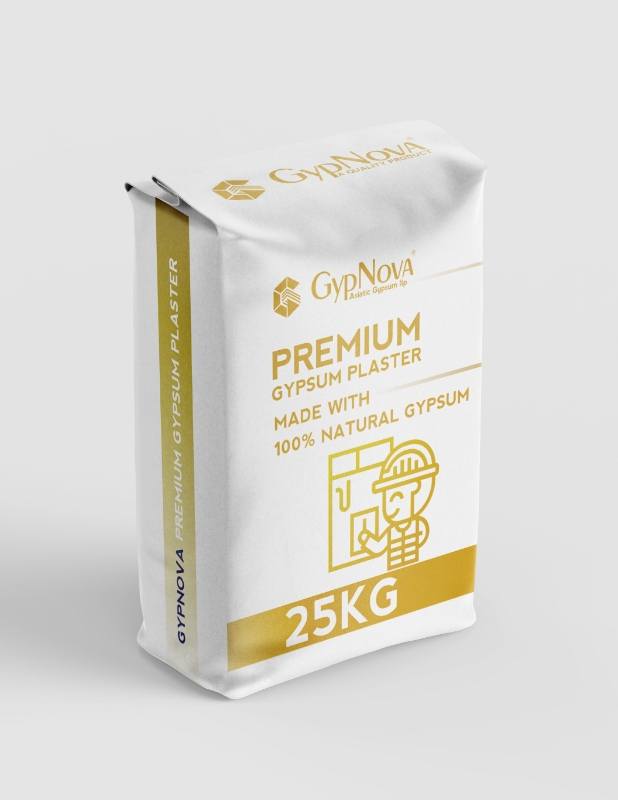 GypNova®
A QUALITY PRODUCT
GypNova®
Asiatic Gypsum llp
PREMIUM
GYPSUM PLASTER
MADE WITH
100% NATURAL GYPSUM
25KG
GYPNOVA PREMIUM GYPSUM PLASTER